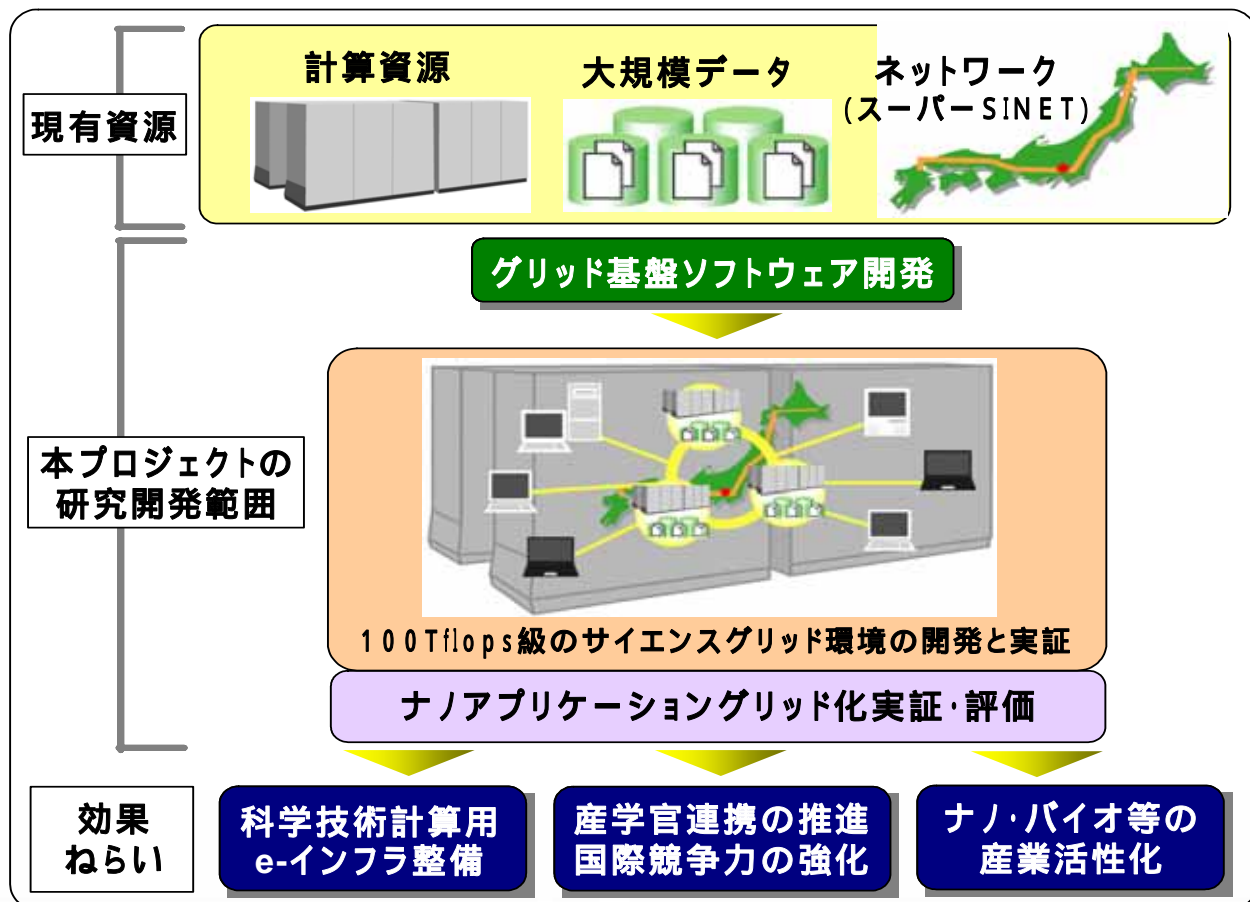 現有資源
計算資源
大規模データ
ネットワーク
(スーパーSINET)
グリッド基盤ソフトウェア開発
本プロジェクトの
研究開発範囲
100Tflops級のサイエンスグリッド環境の開発と実証
ナノアプリケーショングリッド化実証・評価
効果
ねらい
科学技術計算用
e-インフラ整備
産学官連携の推進
国際競争力の強化
ナノ・バイオ等の
産業活性化